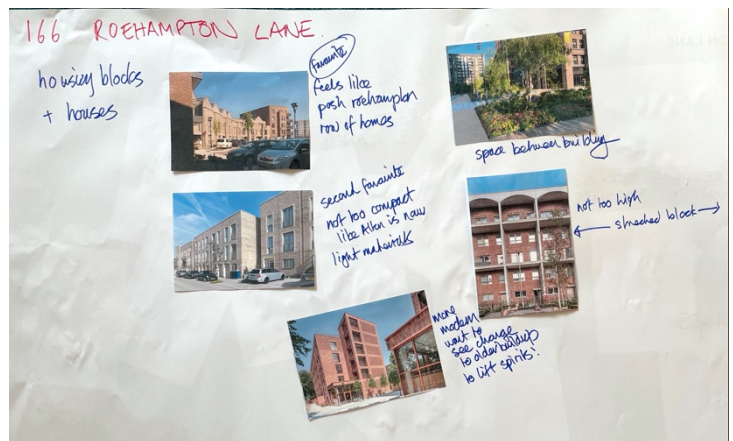 166 ROEHAMPTON LANE.
housing blocks
+ houses
favourite
feels like
posh roehampton
row of homes
space between building
second favourite
not too compact
like Alton is now
light materials
not too high
streched block
more
modern
want to
see change
to older buildings
to lift spirits!